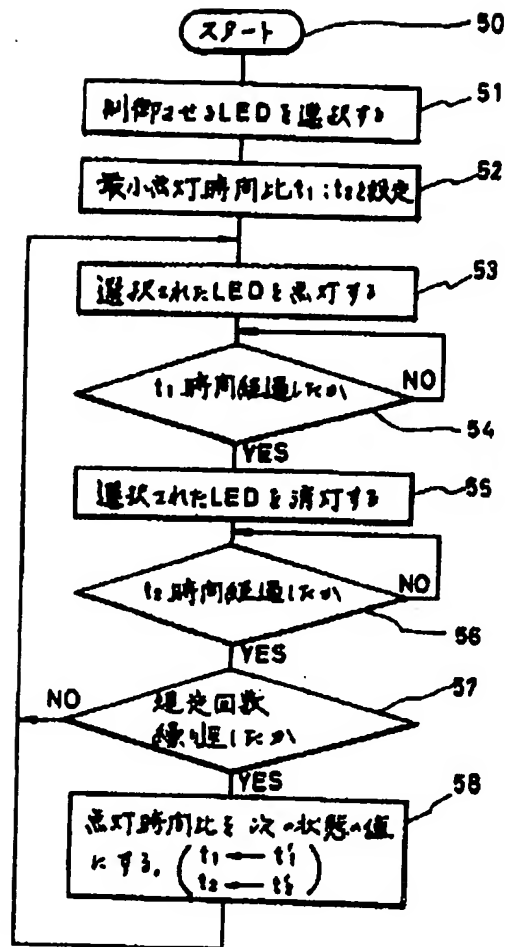 スタート
50
制御させるLEDを選択する
51
最小点灯時間比t₁:t₂を設定
52
選択されたLEDを点灯する
53
t₁時間経過したか
NO
54
YES
選択されたLEDを消灯する
55
t₂時間経過したか
NO
56
YES
規定回数
繰り返したか
NO
57
YES
点灯時間比を次の状態の値
にする。
(t₁ ← t₁′
t₂ ← t₂′)
58